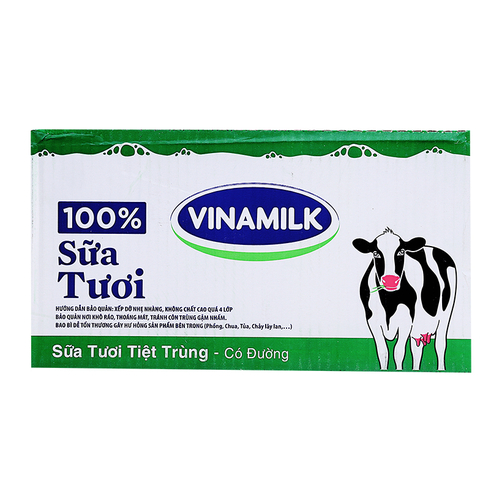 100%
VINAMILK
Sữa
Tươi
HƯỚNG DẪN BẢO QUẢN: XẾP DỠ NHẸ NHÀNG, KHÔNG CHẤT CAO QUÁ 4 LỚP
BẢO QUẢN NƠI KHÔ RÁO, THOÁNG MÁT, TRÁNH CÔN TRÙNG GẶM NHẤM.
BAO BÌ DỄ TỔN THƯƠNG GÂY HƯ HỎNG SẢN PHẨM BÊN TRONG (Phồng, Chua, Tủa, Chảy lây lan,...)
Sữa Tươi Tiệt Trùng - Có Đường